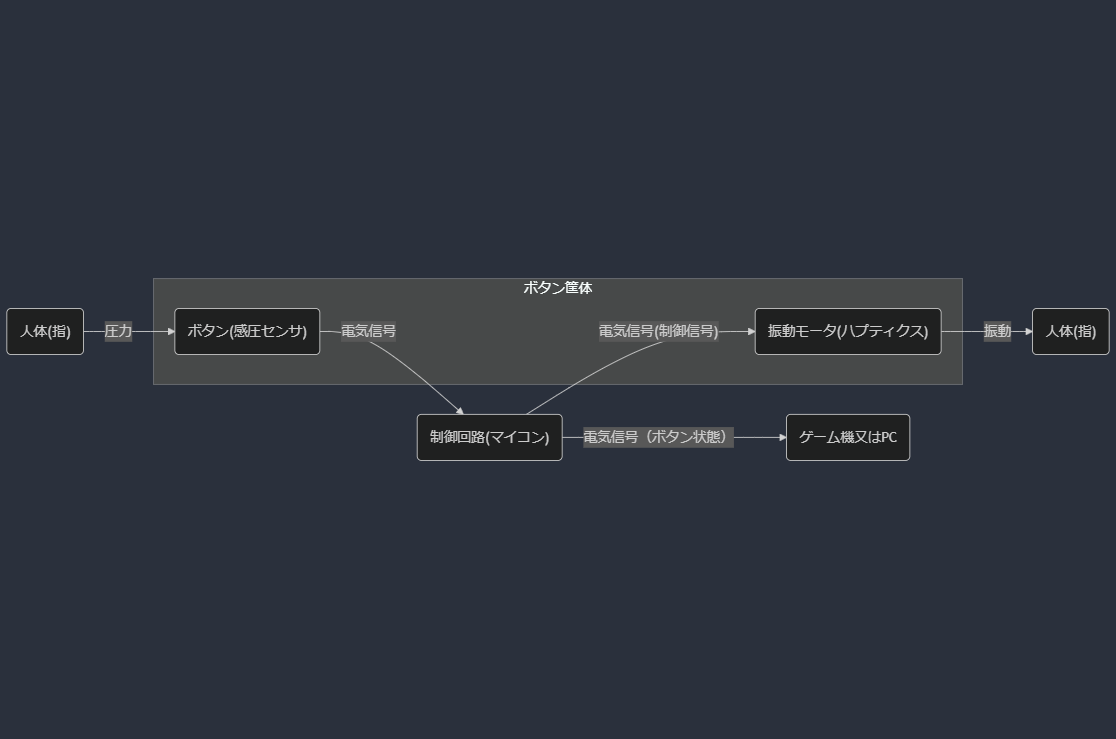 ボタン筐体
人体(指)
圧力
ボタン(感圧センサ)
電気信号
電気信号(制御信号)
振動モータ(ハプティクス)
振動
人体(指)
制御回路(マイコン)
電気信号（ボタン状態）
ゲーム機又はPC